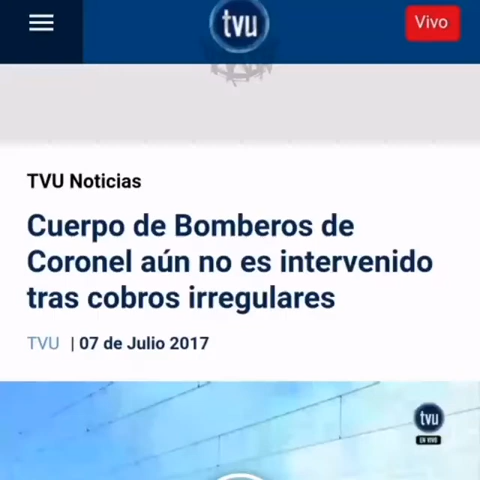 tvu
Vivo
TVU Noticias
Cuerpo de Bomberos de
Coronel aún no es intervenido
tras cobros irregulares
TVU | 07 de Julio 2017
tvu
EN VIVO